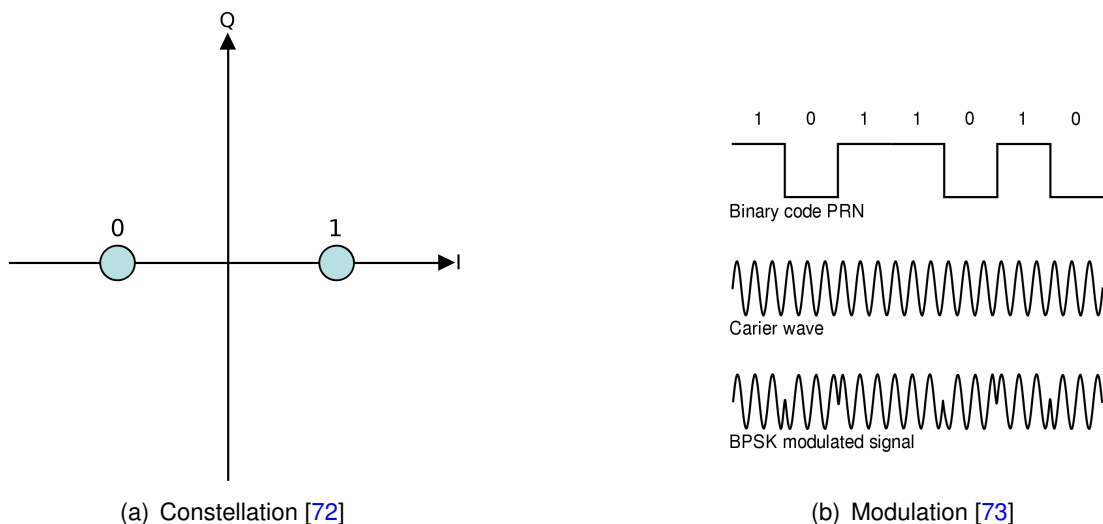 Q
0 1
I
(a) Constellation [72]
1 0 1 1 0 1 0
Binary code PRN
Carier wave
BPSK modulated signal
(b) Modulation [73]